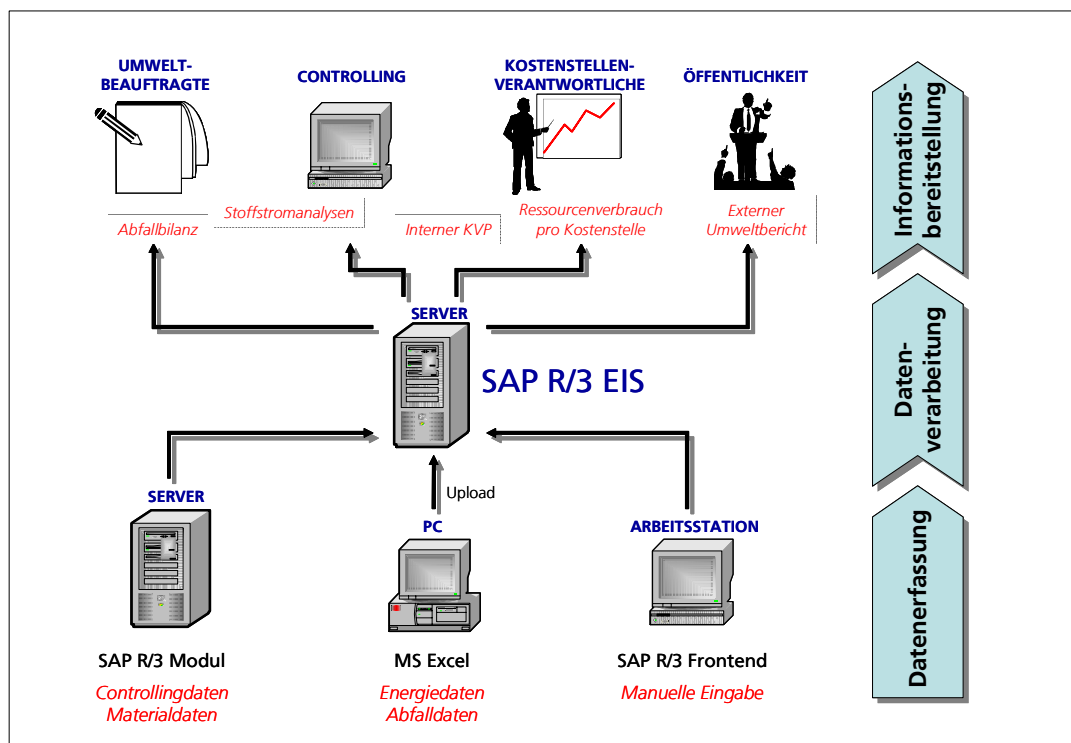 UMWELT-
BEAUFTRAGTE
CONTROLLING
KOSTENSTELLEN-
VERANTWORTLICHE
ÖFFENTLICHKEIT
Abfallbilanz
Stoffstromanalysen
Interner KVP
Ressourcenverbrauch
pro Kostenstelle
Externer
Umweltbericht
SERVER
SAP R/3 EIS
Upload
SERVER
PC
ARBEITSSTATION
SAP R/3 Modul
MS Excel
SAP R/3 Frontend
Controllingdaten
Materialdaten
Energiedaten
Abfalldaten
Manuelle Eingabe
Informations-
bereitstellung
Daten-
verarbeitung
Datenerfassung